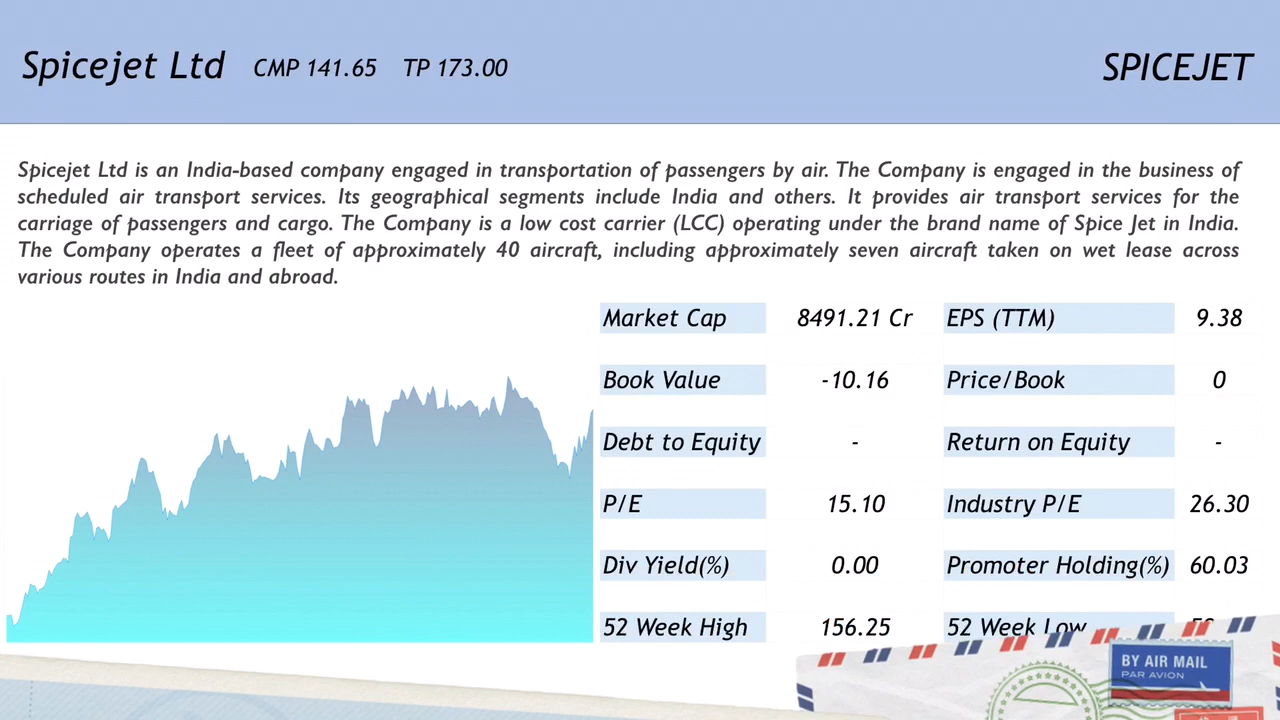 Spicejet Ltd CMP 141.65 TP 173.00 SPICEJET
Spicejet Ltd is an India-based company engaged in transportation of passengers by air. The Company is engaged in the business of
scheduled air transport services. Its geographical segments include India and others. It provides air transport services for the
carriage of passengers and cargo. The Company is a low cost carrier (LCC) operating under the brand name of Spice Jet in India.
The Company operates a fleet of approximately 40 aircraft, including approximately seven aircraft taken on wet lease across
various routes in India and abroad.
Market Cap 8491.21 Cr EPS (TTM) 9.38
Book Value -10.16 Price/Book 0
Debt to Equity - Return on Equity -
P/E 15.10 Industry P/E 26.30
Div Yield(%) 0.00 Promoter Holding(%) 60.03
52 Week High 156.25 52 Week Low
BY AIR MAIL
PAR AVION